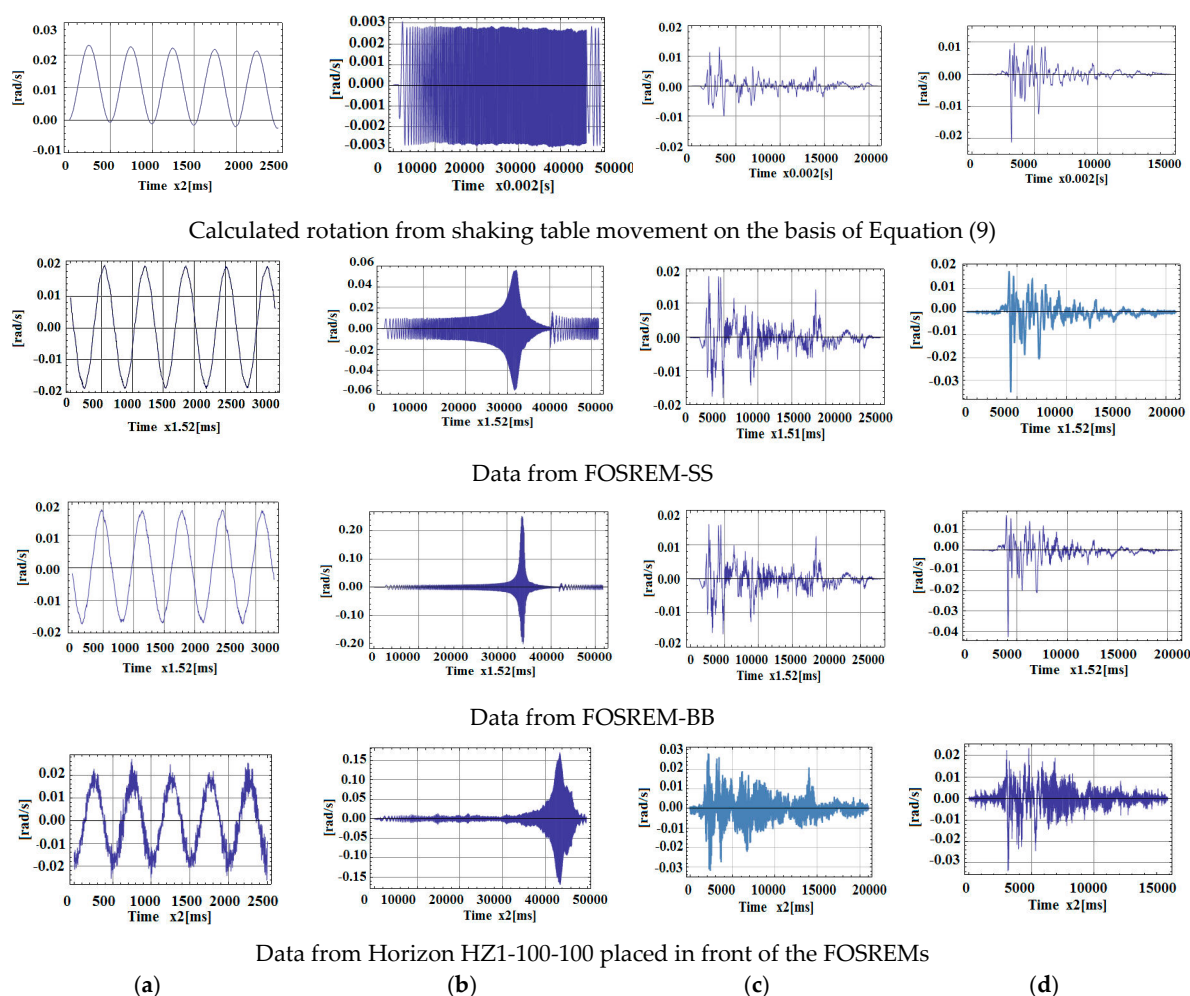 0.03
0.02
0.01
0.00
-0.01
[rad/s]
0 500 1000 1500 2000 2500
Time x2[ms]
0.003
0.002
0.001
0.000
-0.001
-0.002
-0.003
[rad/s]
0 10000 20000 30000 40000 50000
Time x0.002[s]
0.02
0.01
0.00
-0.01
-0.02
[rad/s]
0 500 10000 15000 20000
Time x0.002[s]
0.01
0.00
-0.01
0.02
[rad/s]
0 5000 10000 15000
Time x0.002[s]
Calculated rotation from shaking table movement on the basis of Equation (9)
0.02
0.01
0.00
-0.01
-0.02
[rad/s]
0 500 1000 1500 2000 2500 3000
Time x1.52[ms]
0.06
0.04
0.02
0.00
-0.02
-0.04
-0.06
[rad/s]
0 10000 20000 30000 40000 50000
Time x1.52[ms]
0.02
0.01
0.00
-0.01
-0.02
[rad/s]
0 5000 10000 15000 20000 25000
Time x1.51[ms]
0.02
0.01
0.00
-0.01
-0.02
-0.03
[rad/s]
0 5000 10000 15000 20000
Time x1.52[ms]
Data from FOSREM-SS
0.02
0.01
0.00
-0.01
-0.02
[rad/s]
0 500 1000 1500 2000 2500 3000
Time x1.52[ms]
0.20
0.10
0.00
-0.10
-0.20
[rad/s]
0 10000 20000 30000 40000 50000
Time x1.52[ms]
0.02
0.01
0.00
-0.01
-0.02
[rad/s]
0 5000 10000 15000 20000 25000
Time x1.52[ms]
0.01
0.00
-0.01
-0.02
-0.03
-0.04
[rad/s]
0 5000 10000 15000 20000
Time x1.52[ms]
Data from FOSREM-BB
0.02
0.01
0.00
-0.01
-0.02
[rad/s]
0 500 1000 1500 2000 2500
Time x2[ms]
0.15
0.10
0.05
0.00
-0.05
-0.10
-0.15
[rad/s]
0 10000 20000 30000 40000 50000
Time x2[ms]
0.03
0.02
0.01
0.00
-0.01
-0.02
-0.03
[rad/s]
0 5000 10000 15000 20000
Time x2[ms]
0.02
0.01
0.00
-0.01
-0.02
-0.03
[rad/s]
0 5000 10000 15000
Time x2[ms]
Data from Horizon HZ1-100-100 placed in front of the FOSREMs
(a) (b) (c) (d)